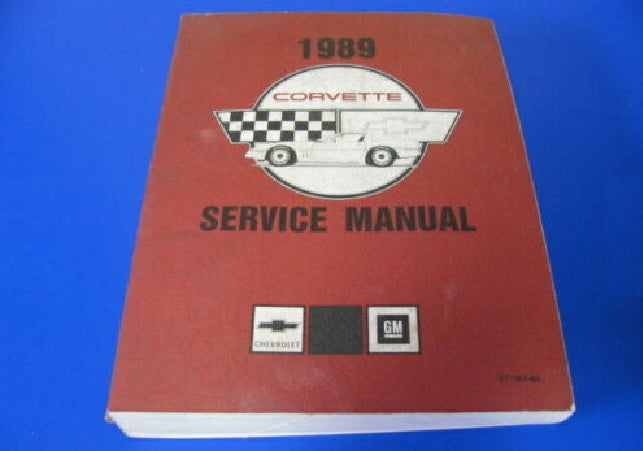 1989
CORVETTE
SERVICE MANUAL
CHEVROLET
GM